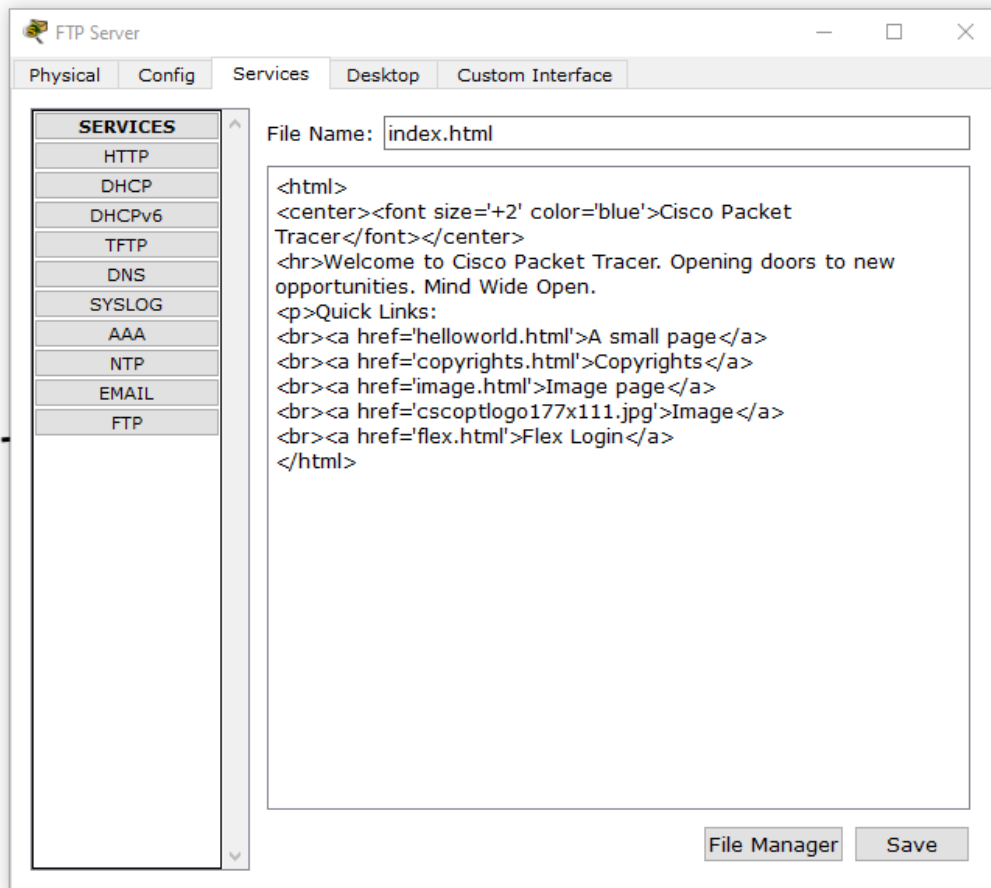 FTP Server
Physical
Config
Services
Desktop
Custom Interface
SERVICES
HTTP
DHCP
DHCPv6
TFTP
DNS
SYSLOG
AAA
NTP
EMAIL
FTP
File Name: index.html
<html>
<center><font size='+2' color='blue'>Cisco Packet
Tracer</font></center>
<hr>Welcome to Cisco Packet Tracer. Opening doors to new
opportunities. Mind Wide Open.
<p>Quick Links:
<br><a href='helloworld.html'>A small page</a>
<br><a href='copyrights.html'>Copyrights</a>
<br><a href='image.html'>Image page</a>
<br><a href='cscoptlogo177x111.jpg'>Image</a>
<br><a href='flex.html'>Flex Login</a>
</html>
File Manager
Save